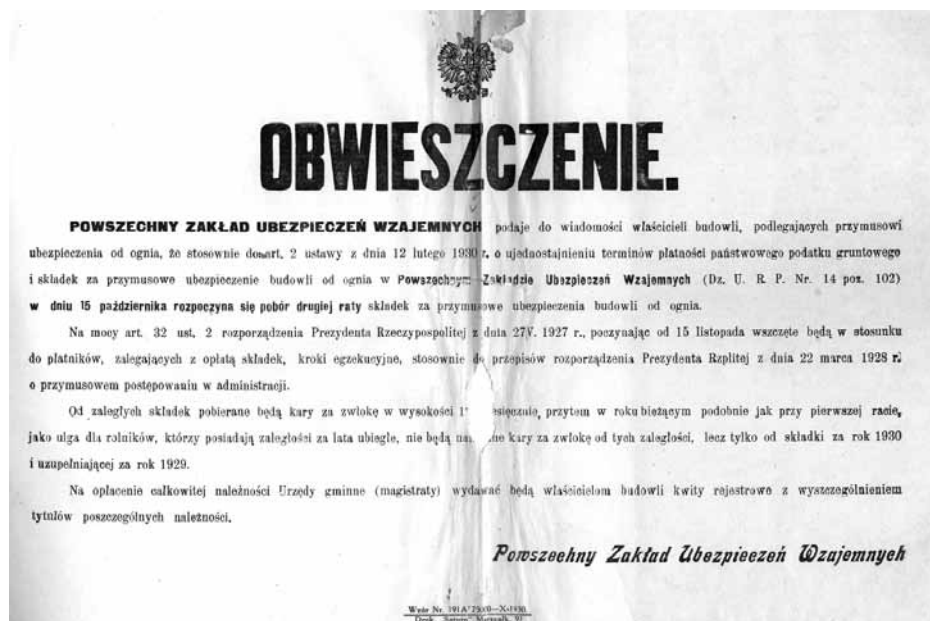 OBWIESZCZENIE.
POWSZECHNY ZAKŁAD UBEZPIECZEŃ WZAJEMNYCH podaje do wiadomości właścicieli budowli, podlegających przymusowi
ubezpieczenia od ognia, że stosownie do art. 2 ustawy z dnia 12 lutego 1930 r. o ujednostajnieniu terminów płatności państwowego podatku gruntowego
i składek za przymusowe ubezpieczenie budowli od ognia w Powszechnym Zakładzie Ubezpieczeń Wzajemnych (Dz. U. R. P. Nr. 14 poz. 102)
w dniu 15 października rozpoczyna się pobór drugiej raty składek za przymusowe ubezpieczenia budowli od ognia.
Na mocy art. 32 ust. 2 rozporządzenia Prezydenta Rzeczypospolitej z dnia 27.V. 1927 r., poczynając od 15 listopada wszczęte będą w stosunku
do płatników, zalegających z opłatą składek, kroki egzekucyjne, stosownie do przepisów rozporządzenia Prezydenta Rzplitej z dnia 22 marca 1928 r.
o przymusowem postępowaniu w administracji.
Od zaległych składek pobierane będą kary za zwłokę w wysokości przytem w roku bieżącym podobnie jak przy pierwszej racie,
jako ulga dla rolników, którzy posiadają zaległości za lata ubiegłe, nie będą kary za zwłokę od tych zaległości, lecz tylko od składki za rok 1930
i uzupełniającej za rok 1929.
Na opłacenie całkowitej należności Urzędy gminne (magistraty) wydawać będą właścicielom budowli kwity rejestrowe z wyszczególnieniem
tytułów poszczególnych należności.
Powszechny Zakład Ubezpieczeń Wzajemnych
Wzór Nr.